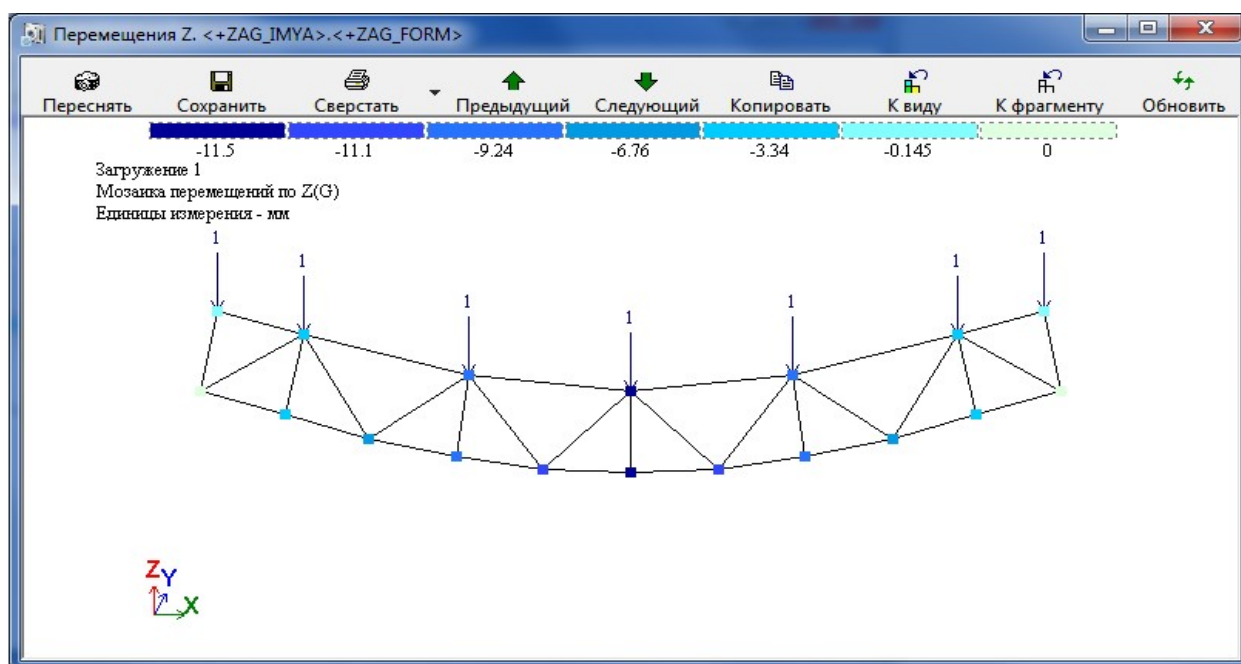 Перемещения Z. <+ZAG_IMYA>.<+ZAG_FORM>
Переснять Сохранить Сверстать Предыдущий Следующий Копировать К виду К фрагменту Обновить
-11.5 -11.1 -9.24 -6.76 -3.34 -0.145 0
Загружение 1
Мозаика перемещений по Z(G)
Единицы измерения - мм
1 1
1 1
1 1
1
Z Y
X